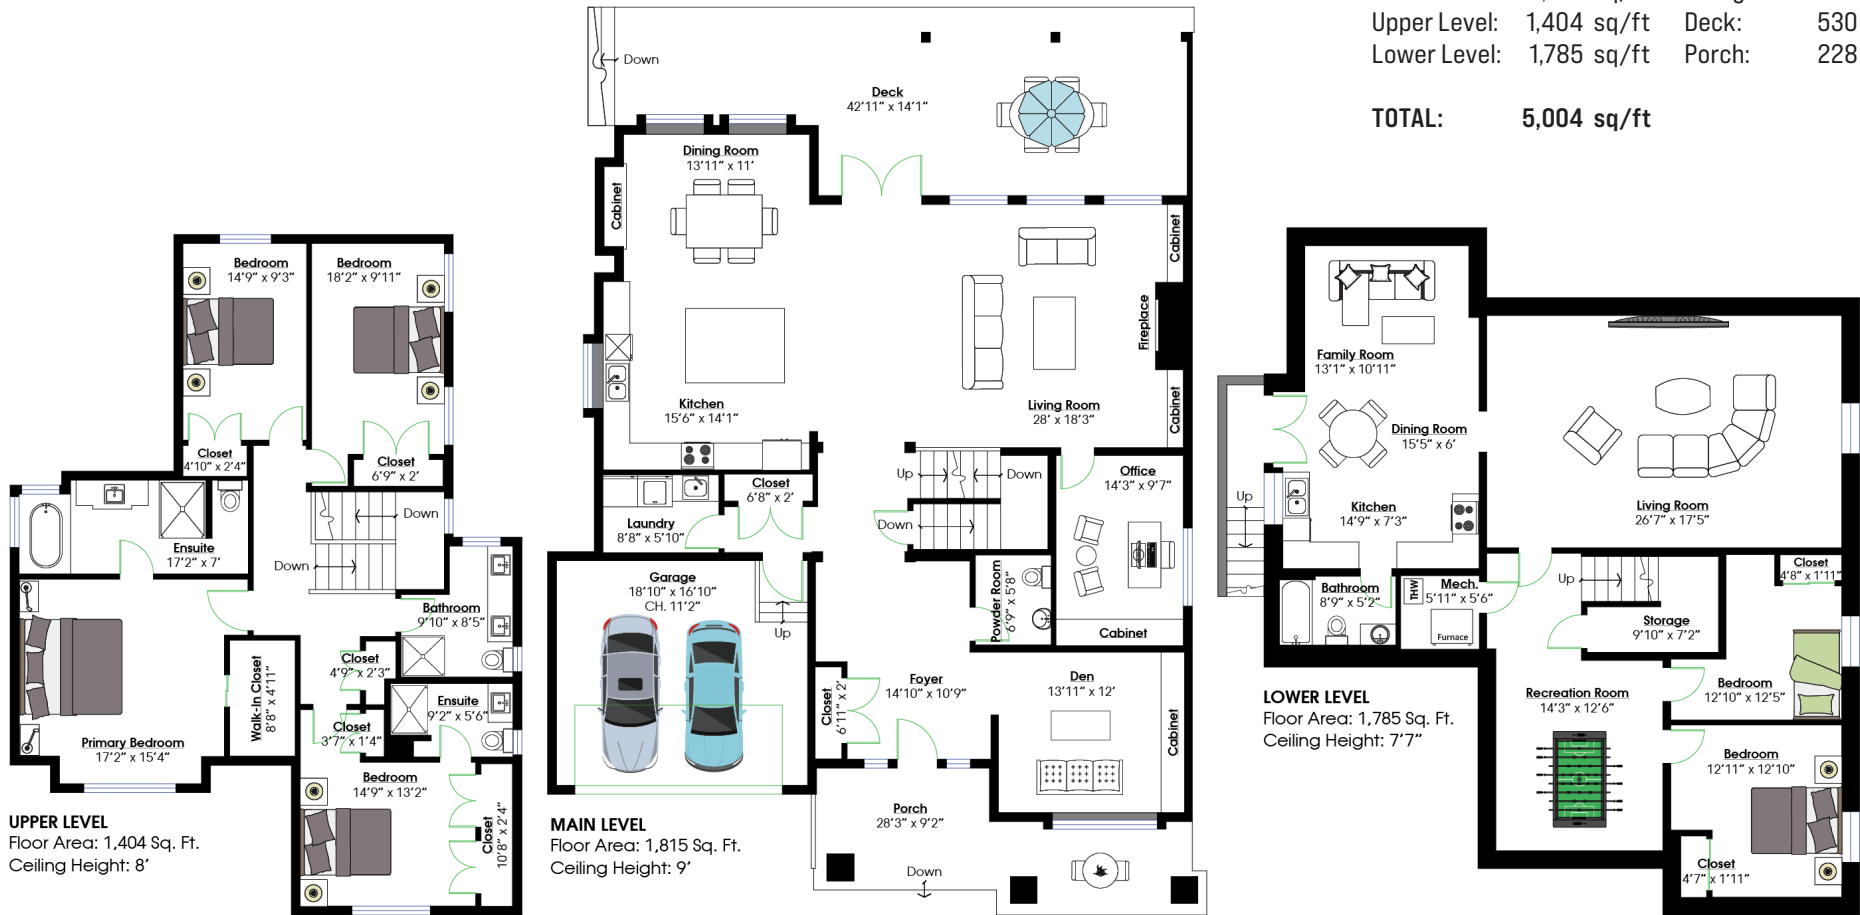 Upper Level: 1,404 sq/ft Deck: 530
Lower Level: 1,785 sq/ft Porch: 228
TOTAL: 5,004 sq/ft
Bedroom
14'9" x 9'3"
Bedroom
18'2" x 9'11"
Closet
4'10" x 2'4"
Closet
6'9" x 2'
Down
Down
Ensuite
17'2" x 7'
Bathroom
9'10" x 8'5"
Closet
4'9" x 2'3"
Walk-In Closet
8'8" x 4'11"
Ensuite
9'2" x 5'6"
Closet
3'7" x 1'4"
Primary Bedroom
17'2" x 15'4"
Bedroom
14'9" x 13'2"
Closet
10'8" x 2'4"
UPPER LEVEL
Floor Area: 1,404 Sq. Ft.
Ceiling Height: 8'
Down
Deck
42'11" x 14'1"
Dining Room
13'11" x 11'
Cabinet
Cabinet
Fireplace
Cabinet
Kitchen
15'6" x 14'1"
Living Room
28' x 18'3"
Up
Down
Down
Office
14'3" x 9'7"
Closet
6'8" x 2'
Laundry
8'8" x 5'10"
Garage
18'10" x 16'10"
CH. 11'2"
Up
Powder Room
6'9" x 5'8"
Cabinet
Closet
6'11" x 2'
Foyer
14'10" x 10'9"
Den
13'11" x 12'
Cabinet
Porch
28'3" x 9'2"
Down
MAIN LEVEL
Floor Area: 1,815 Sq. Ft.
Ceiling Height: 9'
Family Room
13'1" x 10'11"
Dining Room
15'5" x 6'
Up
Kitchen
14'9" x 7'3"
Living Room
26'7" x 17'5"
Bathroom
8'9" x 5'2"
THW
Mech.
5'11" x 5'6"
Furnace
Up
Storage
9'10" x 7'2"
Closet
4'8" x 1'11"
Bedroom
12'10" x 12'5"
Recreation Room
14'3" x 12'6"
Bedroom
12'11" x 12'10"
Closet
4'7" x 1'11"
LOWER LEVEL
Floor Area: 1,785 Sq. Ft.
Ceiling Height: 7'7"